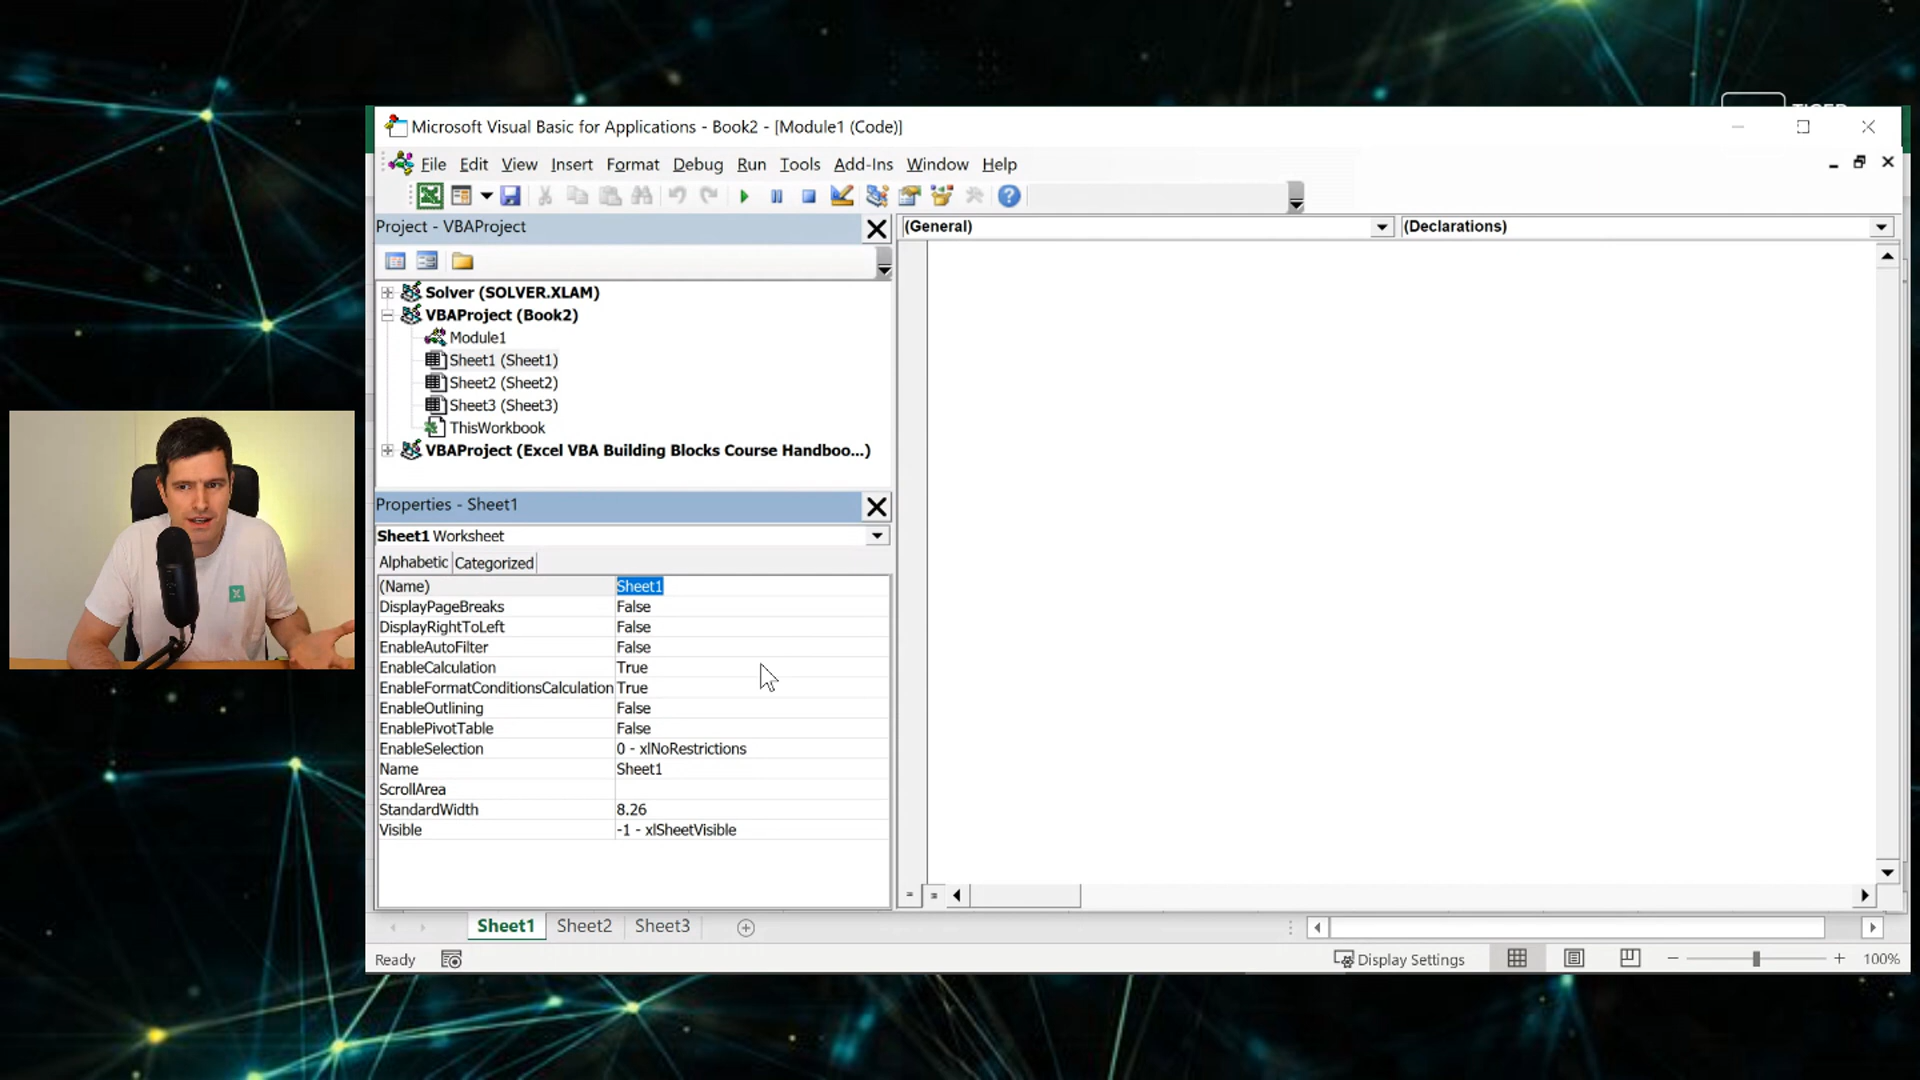 Microsoft Visual Basic for Applications - Book2 - [Module1 (Code)]
File Edit View Insert Format Debug Run Tools Add-Ins Window Help
Project - VBAProject
(General) (Declarations)
Solver (SOLVER.XLAM)
VBAProject (Book2)
Module1
Sheet1 (Sheet1)
Sheet2 (Sheet2)
Sheet3 (Sheet3)
ThisWorkbook
VBAProject (Excel VBA Building Blocks Course Handboo...)
Properties - Sheet1
Sheet1 Worksheet
Alphabetic Categorized
(Name) Sheet1
DisplayPageBreaks False
DisplayRightToLeft False
EnableAutoFilter False
EnableCalculation True
EnableFormatConditionsCalculation True
EnableOutlining False
EnablePivotTable False
EnableSelection 0 - xlNoRestrictions
Name Sheet1
ScrollArea
StandardWidth 8.26
Visible -1 - xlSheetVisible
Sheet1 Sheet2 Sheet3
Ready Display Settings 100%